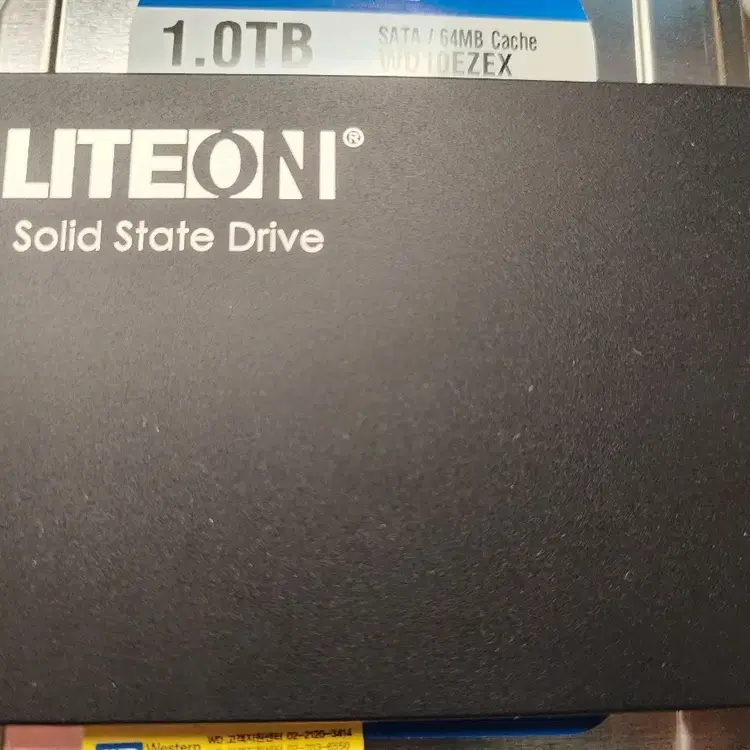 1.0TB
SATA / 64MB Cache
WD10EZEX
LITEON®
Solid State Drive
WD 고객지원센터 02-2120-3414
Western